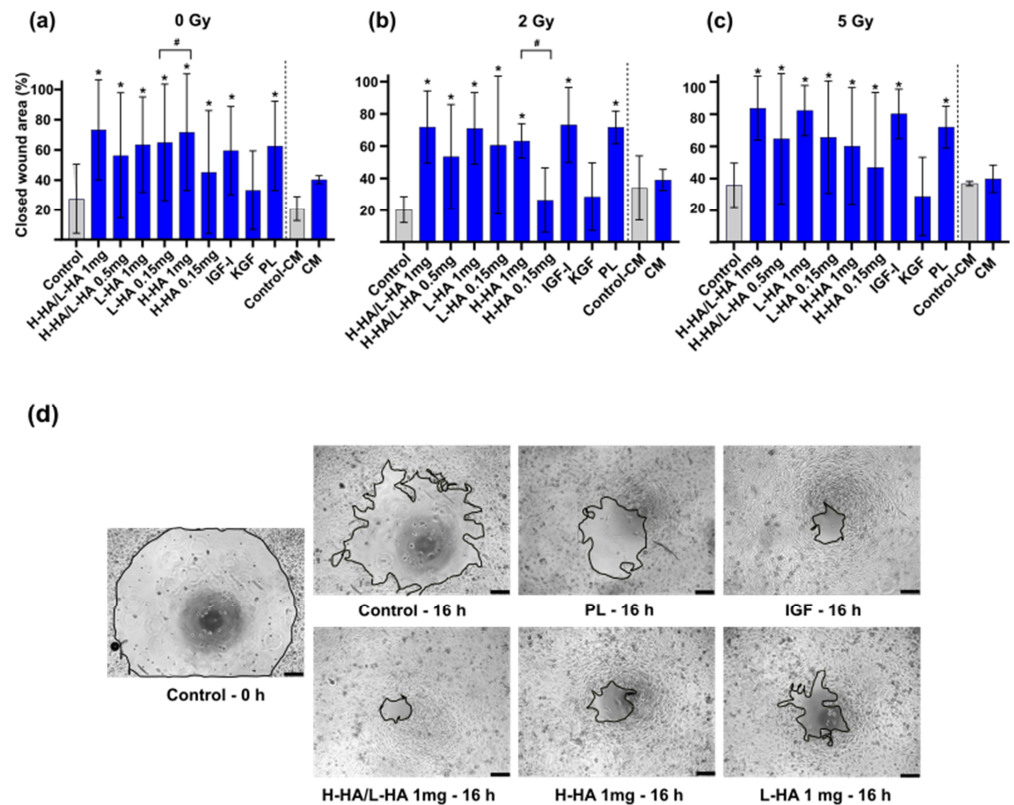 (a)
0 Gy
Closed wound area (%)
100
80
60
40
20
#
* * * * * * * *
Control
H-HA/L-HA 1mg
H-HA/L-HA 0.5mg
L-HA 1mg
L-HA 0.15mg
H-HA 1mg
H-HA 0.15mg
IGF-I
KGF
PL
Control-CM
CM
(b)
2 Gy
100
80
60
40
20
#
* * * * * * *
Control
H-HA/L-HA 1mg
H-HA/L-HA 0.5mg
L-HA 1mg
L-HA 0.15mg
H-HA 1mg
H-HA 0.15mg
IGF-I
KGF
PL
Control-CM
CM
(c)
5 Gy
100
80
60
40
20
* * * * * * * *
Control
H-HA/L-HA 1mg
H-HA/L-HA 0.5mg
L-HA 1mg
L-HA 0.15mg
H-HA 1mg
H-HA 0.15mg
IGF-I
KGF
PL
Control-CM
CM
(d)
Control - 0 h
Control - 16 h
PL - 16 h
IGF - 16 h
H-HA/L-HA 1mg - 16 h
H-HA 1mg - 16 h
L-HA 1 mg - 16 h